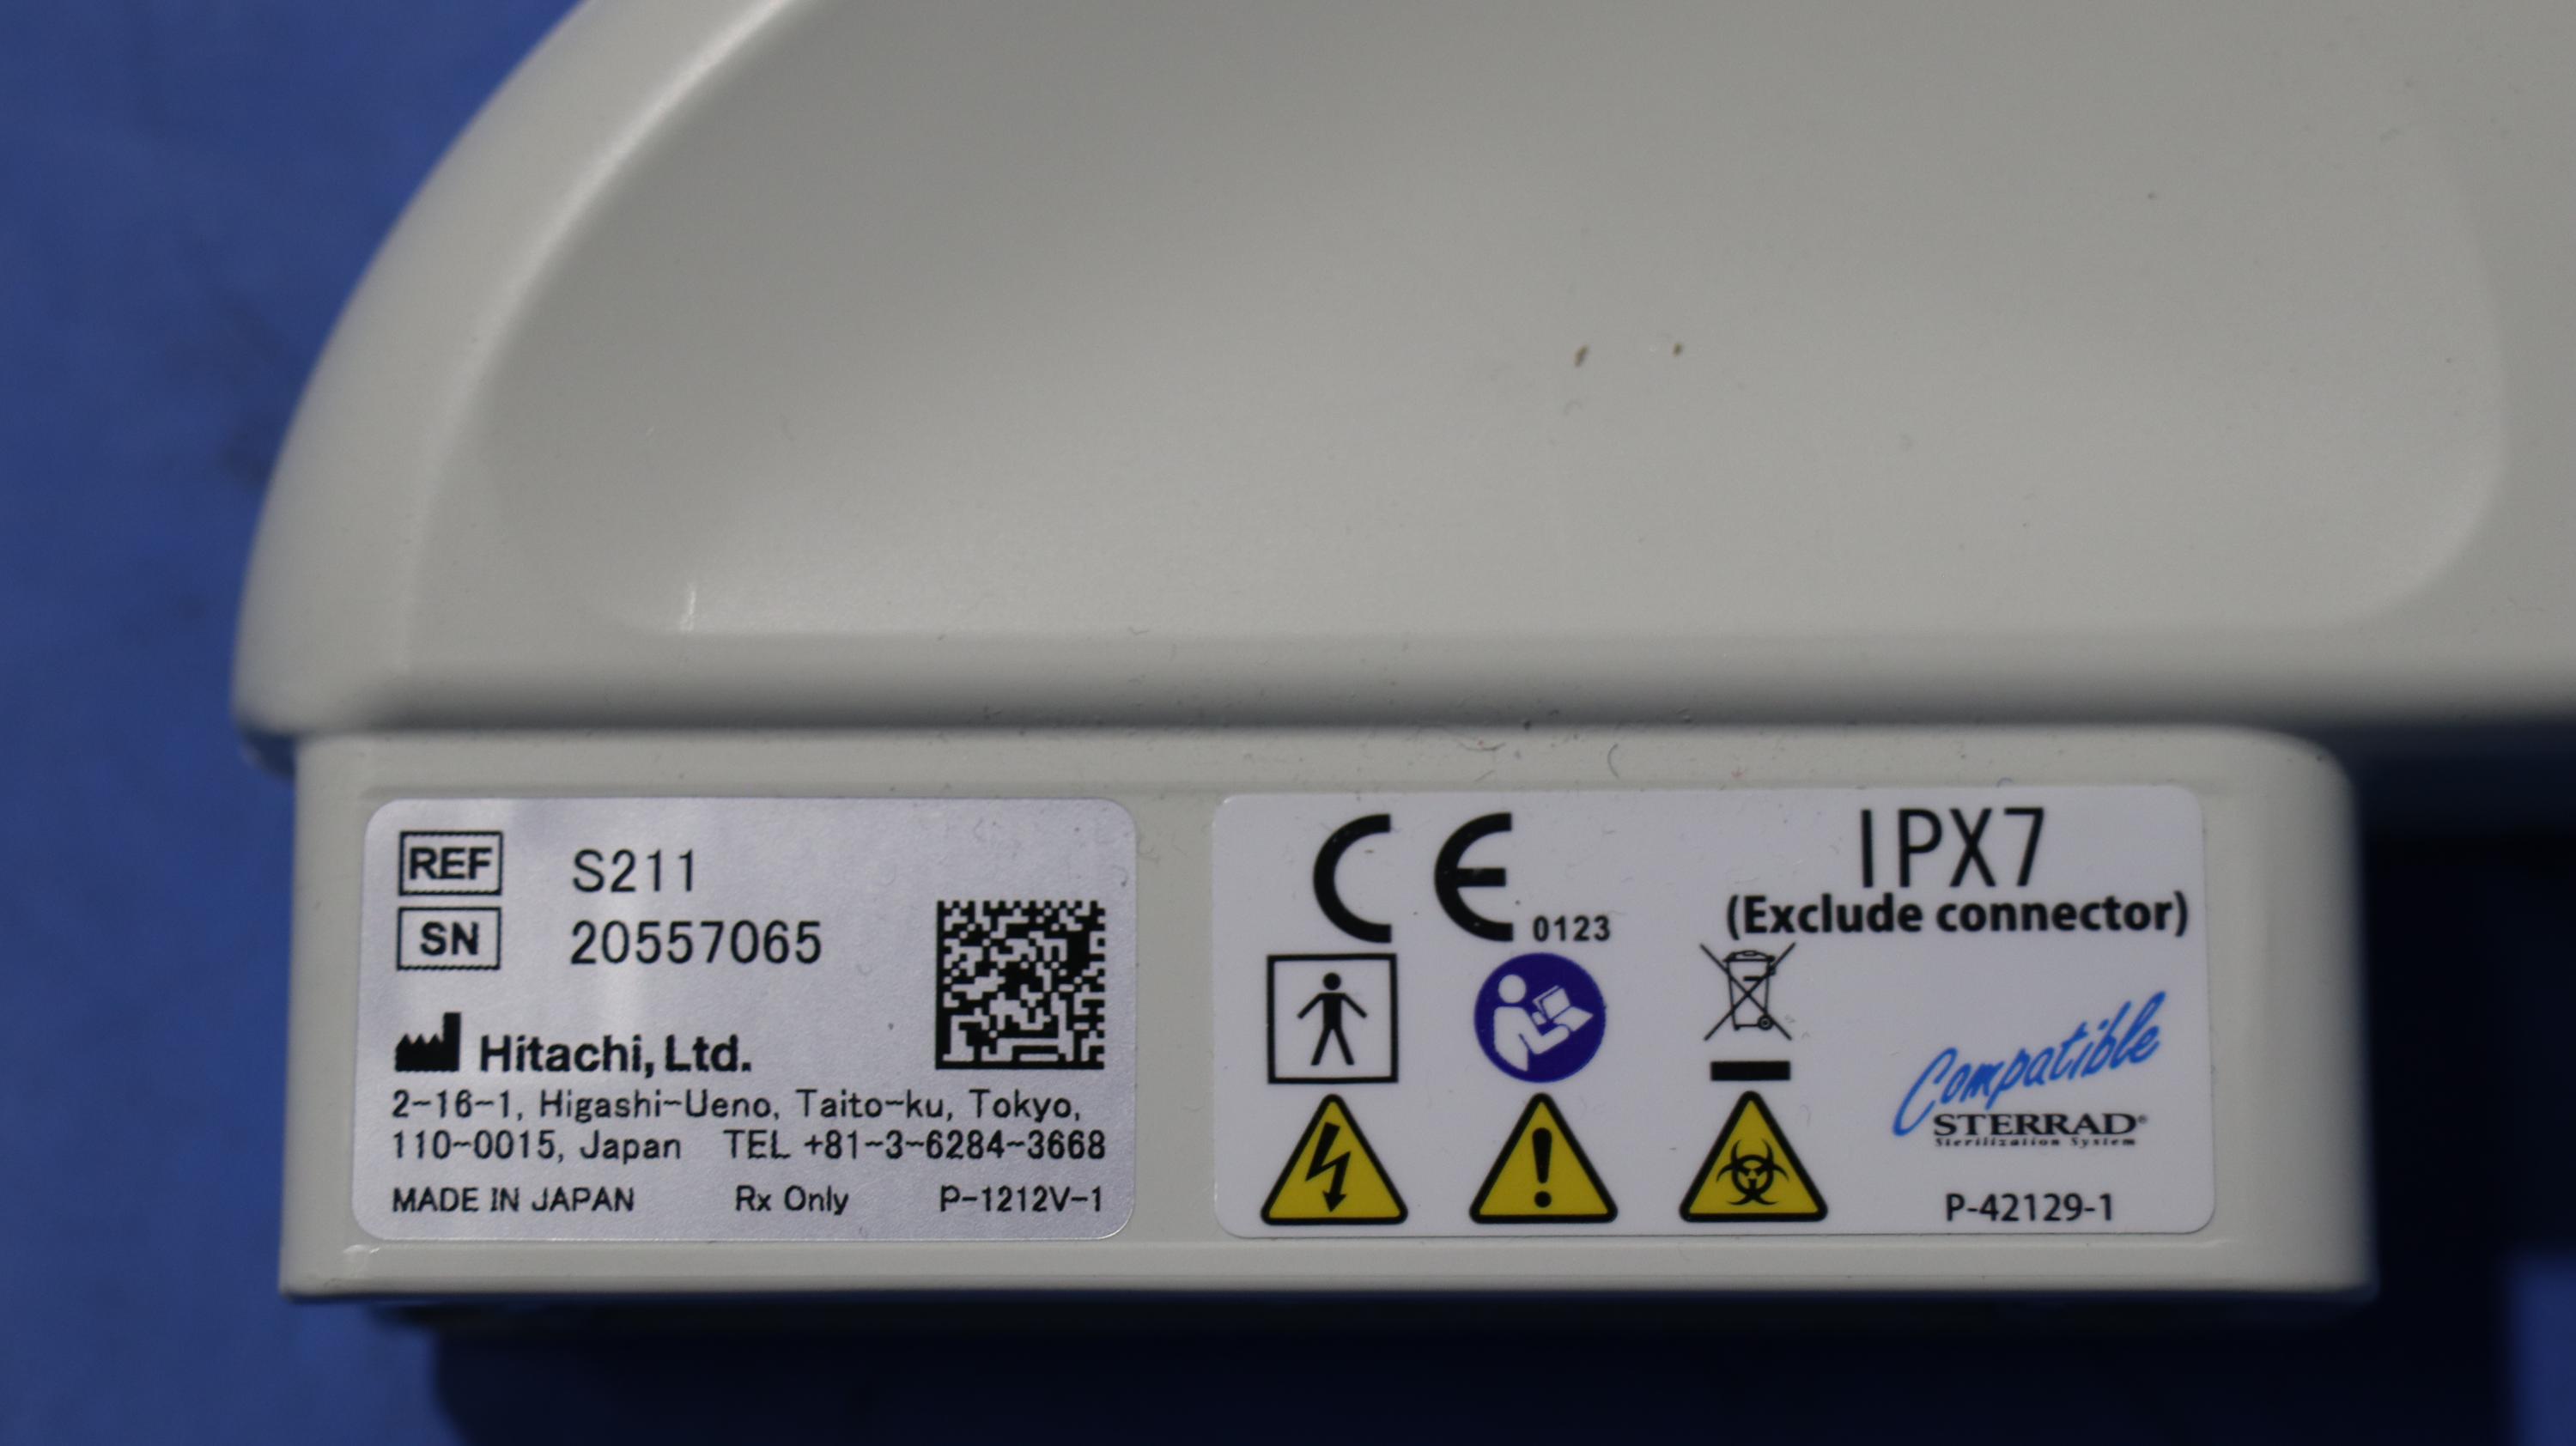 REF S211
SN 20557065
Hitachi, Ltd.
2-16-1, Higashi-Ueno, Taito-ku, Tokyo,
110-0015, Japan TEL +81-3-6284-3668
MADE IN JAPAN Rx Only P-1212V-1
CE 0123
IPX7
(Exclude connector)
Compatible
STERRAD®
Sterilization System
P-42129-1